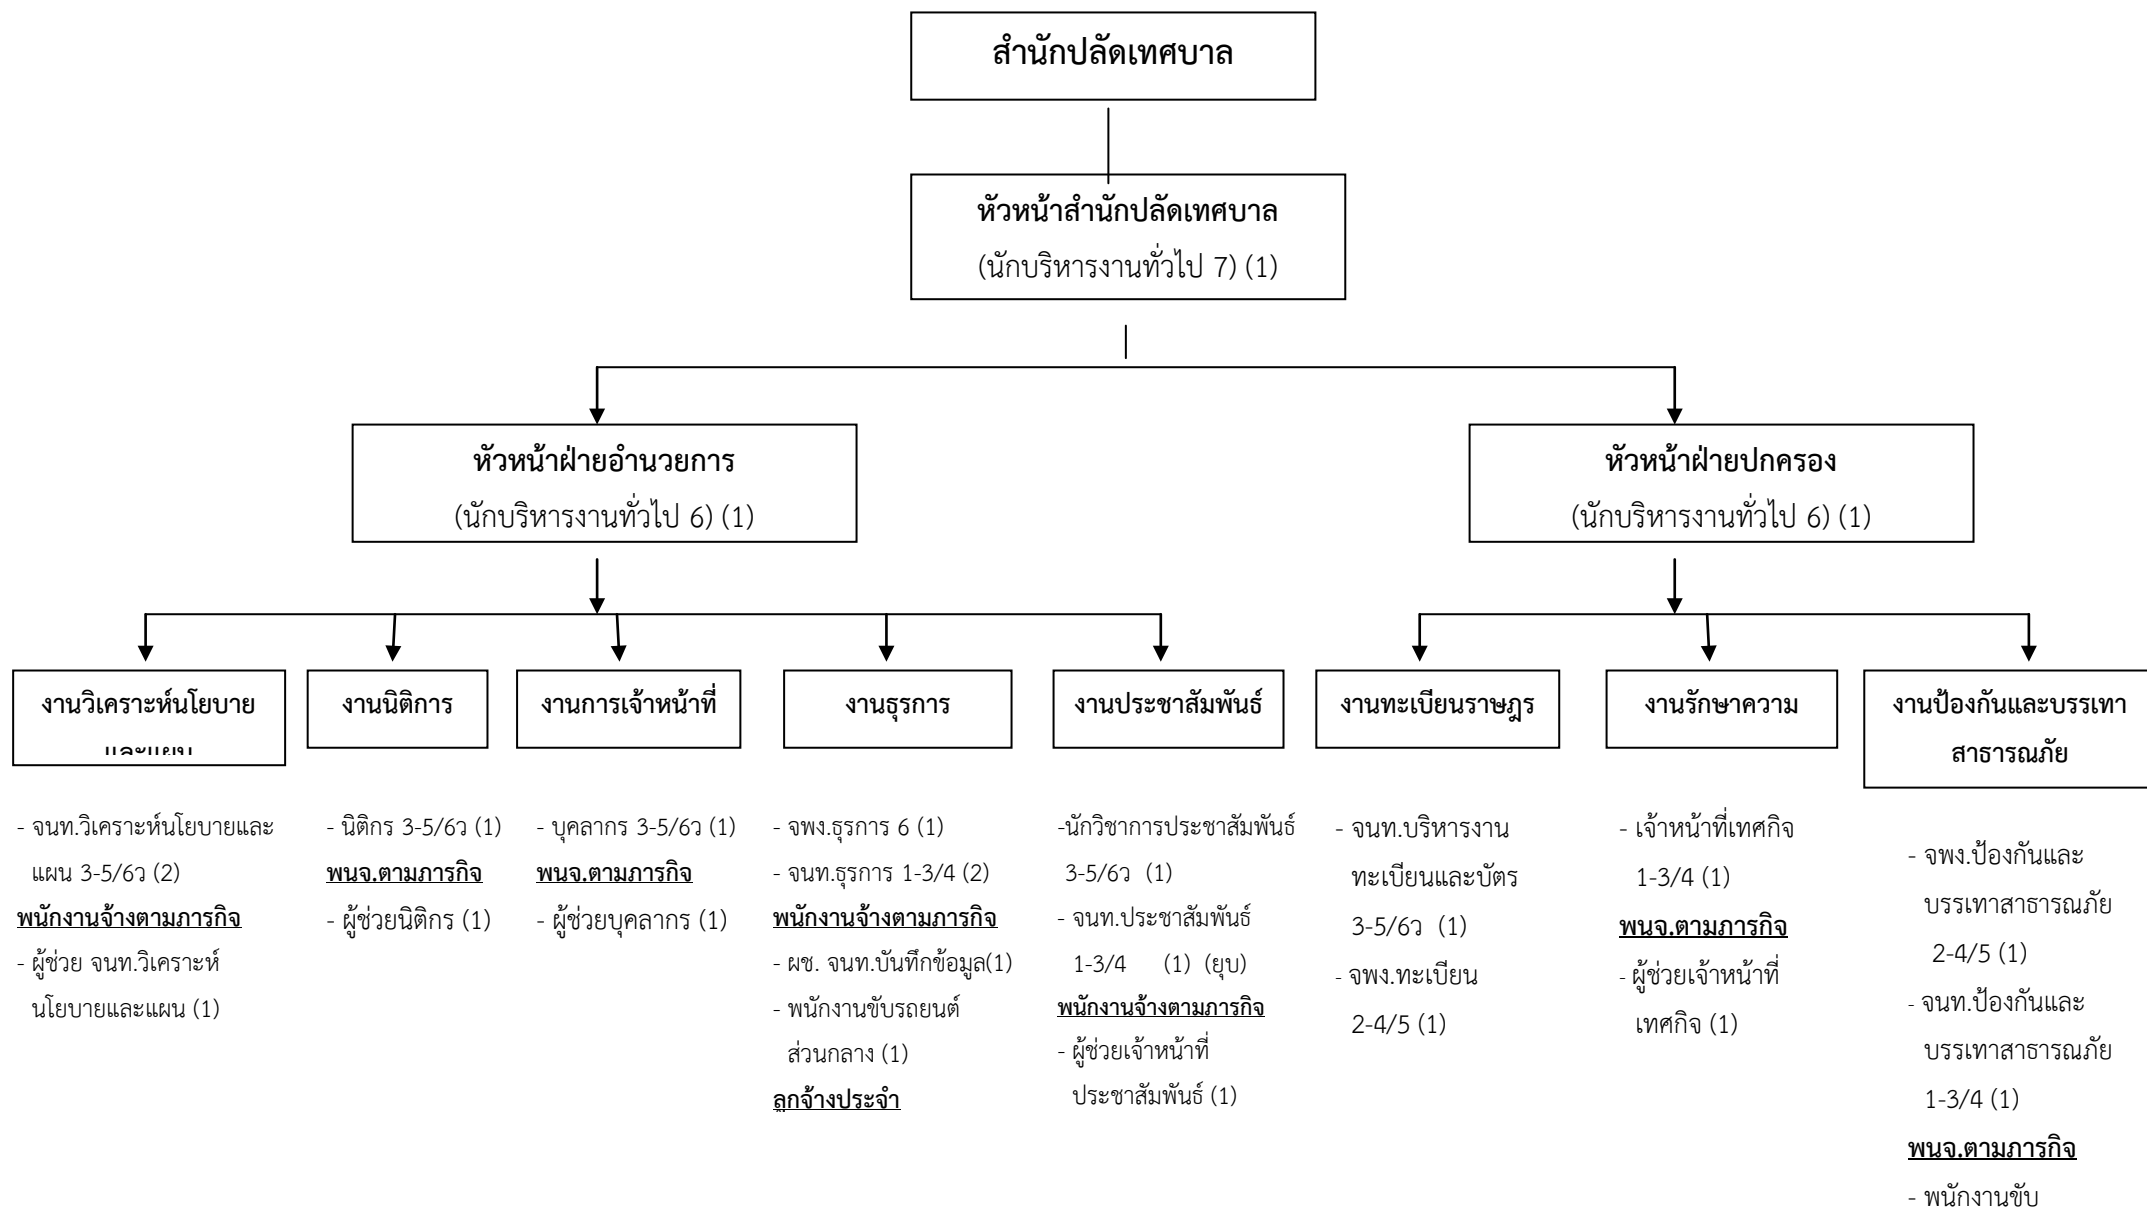 สำนักปลัดเทศบาล
หัวหน้าสำนักปลัดเทศบาล
(นักบริหารงานทั่วไป 7) (1)
หัวหน้าฝ่ายอำนวยการ
(นักบริหารงานทั่วไป 6) (1)
หัวหน้าฝ่ายปกครอง
(นักบริหารงานทั่วไป 6) (1)
งานวิเคราะห์นโยบาย
และแผน
งานนิติการ
งานการเจ้าหน้าที่
งานธุรการ
งานประชาสัมพันธ์
งานทะเบียนราษฎร
งานรักษาความ
งานป้องกันและบรรเทา
สาธารณภัย
- จนท.วิเคราะห์นโยบายและ
แผน 3-5/6ว (2)
พนักงานจ้างตามภารกิจ
- ผู้ช่วย จนท.วิเคราะห์
นโยบายและแผน (1)
- นิติกร 3-5/6ว (1)
พนจ.ตามภารกิจ
- ผู้ช่วยนิติกร (1)
- บุคลากร 3-5/6ว (1)
พนจ.ตามภารกิจ
- ผู้ช่วยบุคลากร (1)
- จพง.ธุรการ 6 (1)
- จนท.ธุรการ 1-3/4 (2)
พนักงานจ้างตามภารกิจ
- ผช. จนท.บันทึกข้อมูล(1)
- พนักงานขับรถยนต์
ส่วนกลาง (1)
ลูกจ้างประจำ
-นักวิชาการประชาสัมพันธ์
3-5/6ว (1)
- จนท.ประชาสัมพันธ์
1-3/4 (1) (ยุบ)
พนักงานจ้างตามภารกิจ
- ผู้ช่วยเจ้าหน้าที่
ประชาสัมพันธ์ (1)
- จนท.บริหารงาน
ทะเบียนและบัตร
3-5/6ว (1)
- จพง.ทะเบียน
2-4/5 (1)
- เจ้าหน้าที่เทศกิจ
1-3/4 (1)
พนจ.ตามภารกิจ
- ผู้ช่วยเจ้าหน้าที่
เทศกิจ (1)
- จพง.ป้องกันและ
บรรเทาสาธารณภัย
2-4/5 (1)
- จนท.ป้องกันและ
บรรเทาสาธารณภัย
1-3/4 (1)
พนจ.ตามภารกิจ
- พนักงานขับ